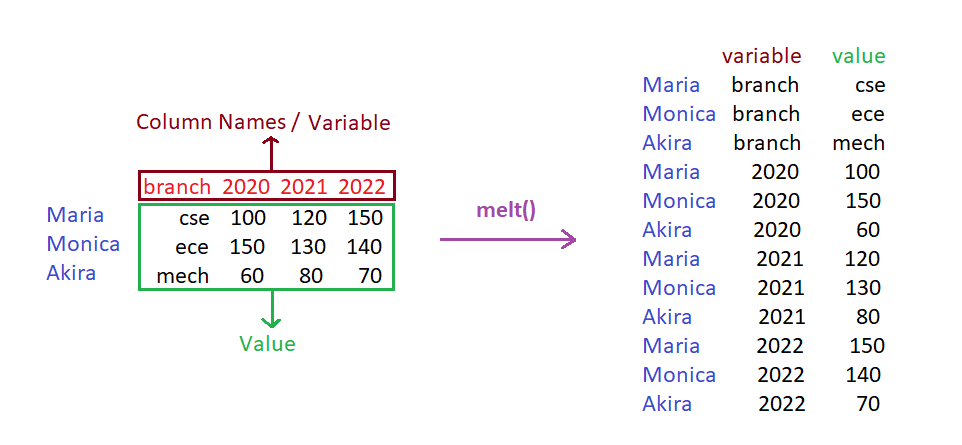 Column Names / Variable
branch 2020 2021 2022
Maria cse 100 120 150
Monica ece 150 130 140
Akira mech 60 80 70
Value
melt()
variable value
Maria branch cse
Monica branch ece
Akira branch mech
Maria 2020 100
Monica 2020 150
Akira 2020 60
Maria 2021 120
Monica 2021 130
Akira 2021 80
Maria 2022 150
Monica 2022 140
Akira 2022 70